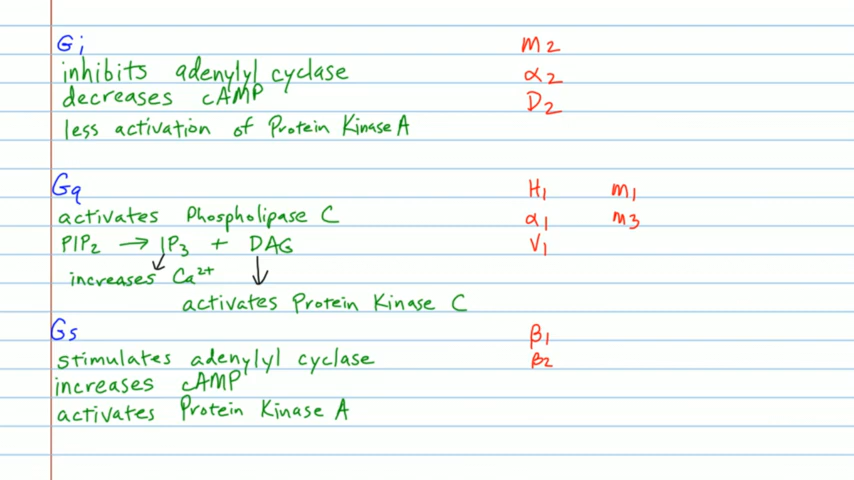 Gi M2
inhibits adenylyl cyclase α2
decreases cAMP D2
less activation of Protein Kinase A
Gq H1 M1
activates Phospholipase C α1 M3
PIP2 → IP3 + DAG V1
increases Ca2+
activates Protein Kinase C
Gs β1
stimulates adenylyl cyclase β2
increases cAMP
activates Protein Kinase A